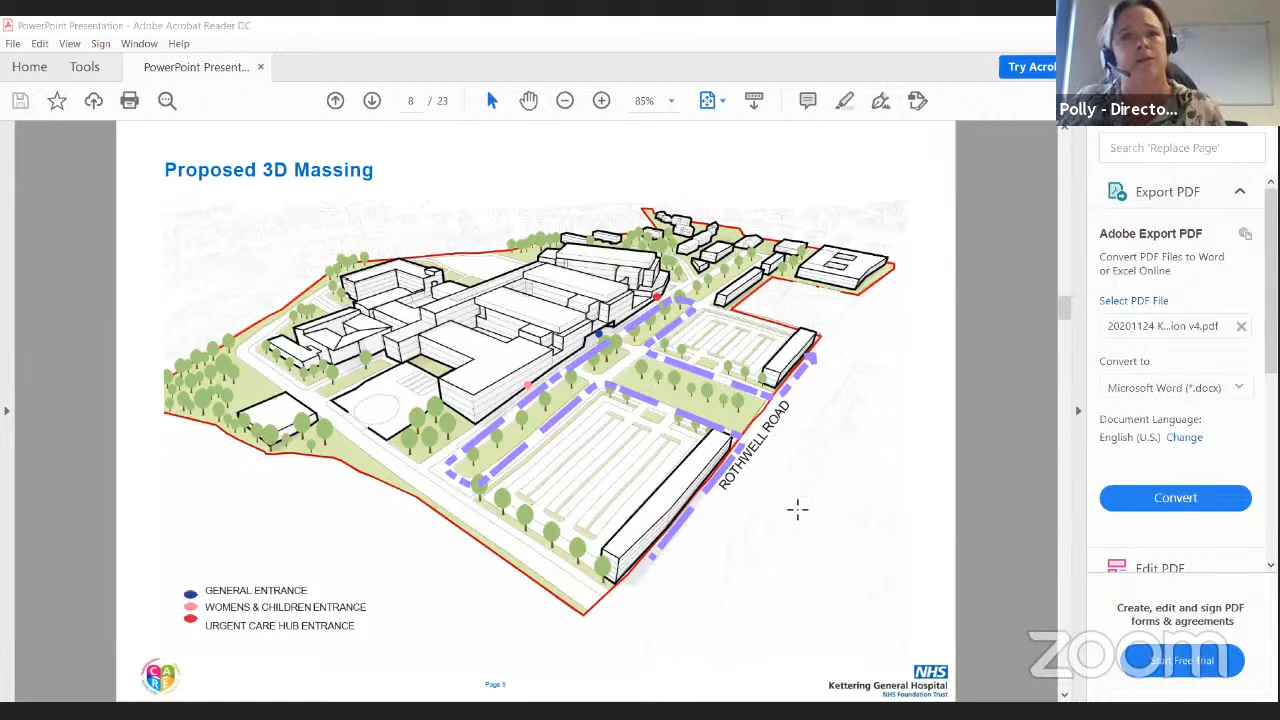 PowerPoint Presentation - Adobe Acrobat Reader DC
File Edit View Sign Window Help
Home Tools PowerPoint Present... ×
Try Acrol
8 / 23
85%
Polly - Directo...
Proposed 3D Massing
ROTHWELL ROAD
GENERAL ENTRANCE
WOMENS & CHILDREN ENTRANCE
URGENT CARE HUB ENTRANCE
CARE
Page 8
NHS
Kettering General Hospital
NHS Foundation Trust
Search 'Replace Page'
Export PDF
Adobe Export PDF
Convert PDF Files to Word
or Excel Online
Select PDF File
20201124 K...ion v4.pdf
Convert to
Microsoft Word (*.docx)
Document Language:
English (U.S.) Change
Convert
Edit PDF
Create, edit and sign PDF
forms & agreements
Start Free Trial
zoom